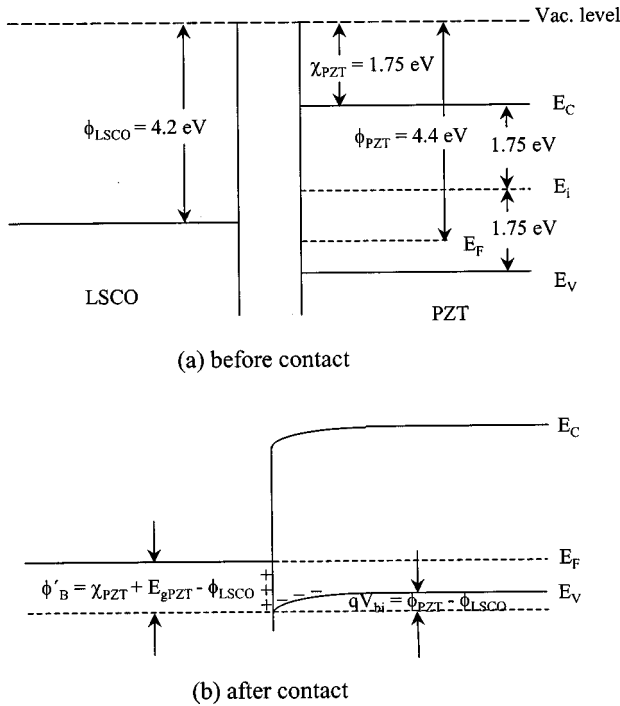 Vac. level
χPZT = 1.75 eV
EC
ϕLSCO = 4.2 eV
ϕPZT = 4.4 eV
1.75 eV
Ei
1.75 eV
EF
EV
LSCO
PZT
(a) before contact
EC
EF
ϕ′B = χPZT + EgPZT - ϕLSCO
+
+
+
– – –
qVbi = ϕPZT - ϕLSCO
EV
(b) after contact